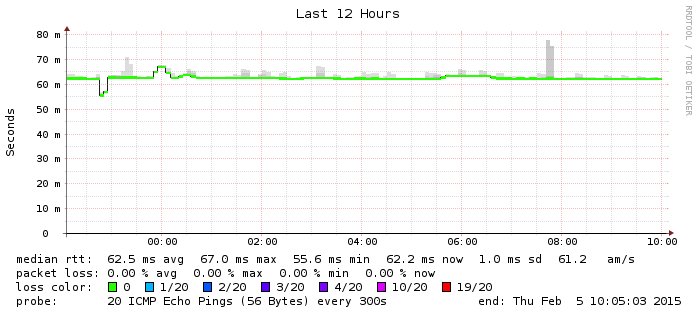 Last 12 Hours
RRDTOOL / TOBI OETIKER
Seconds
80 m
70 m
60 m
50 m
40 m
30 m
20 m
10 m
0
00:00 02:00 04:00 06:00 08:00 10:00
median rtt: 62.5 ms avg 67.0 ms max 55.6 ms min 62.2 ms now 1.0 ms sd 61.2 am/s
packet loss: 0.00 % avg 0.00 % max 0.00 % min 0.00 % now
loss color: 0 1/20 2/20 3/20 4/20 10/20 19/20
probe: 20 ICMP Echo Pings (56 Bytes) every 300s end: Thu Feb 5 10:05:03 2015